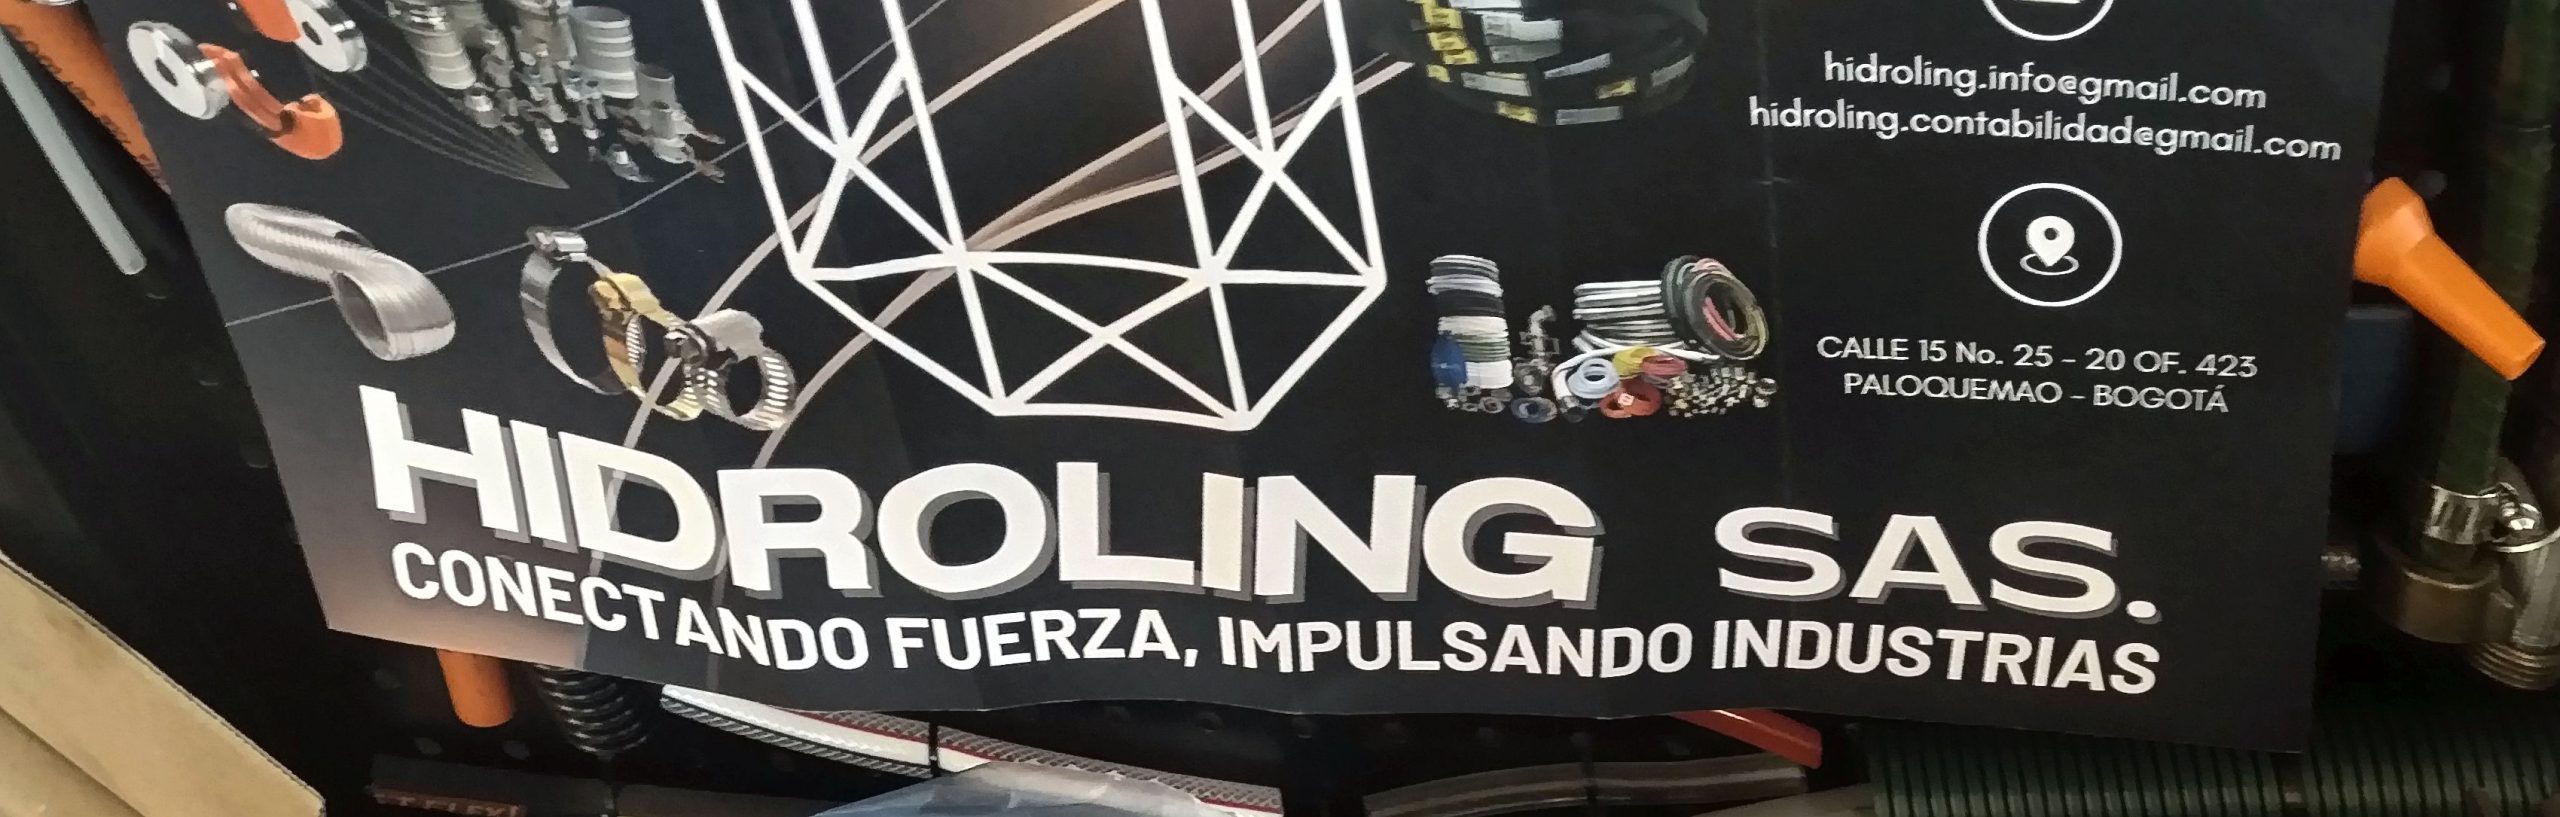 hidroling.info@gmail.com
hidroling.contabilidad@gmail.com
CALLE 15 No. 25 - 20 OF. 423
PALOQUEMAO - BOGOTÁ
HIDROLING SAS.
CONECTANDO FUERZA, IMPULSANDO INDUSTRIAS